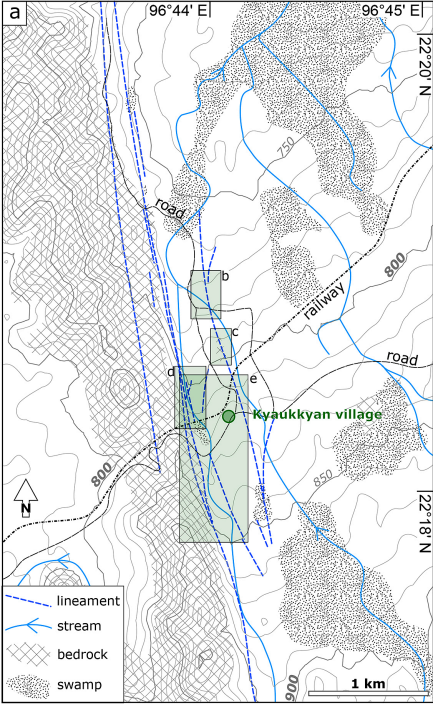 a
96°44' E
96°45' E
22°20' N
750
road
800
b
railway
c
road
d
e
Kyaukkyan village
800
850
N
22°18' N
lineament
stream
bedrock
swamp
900
1 km